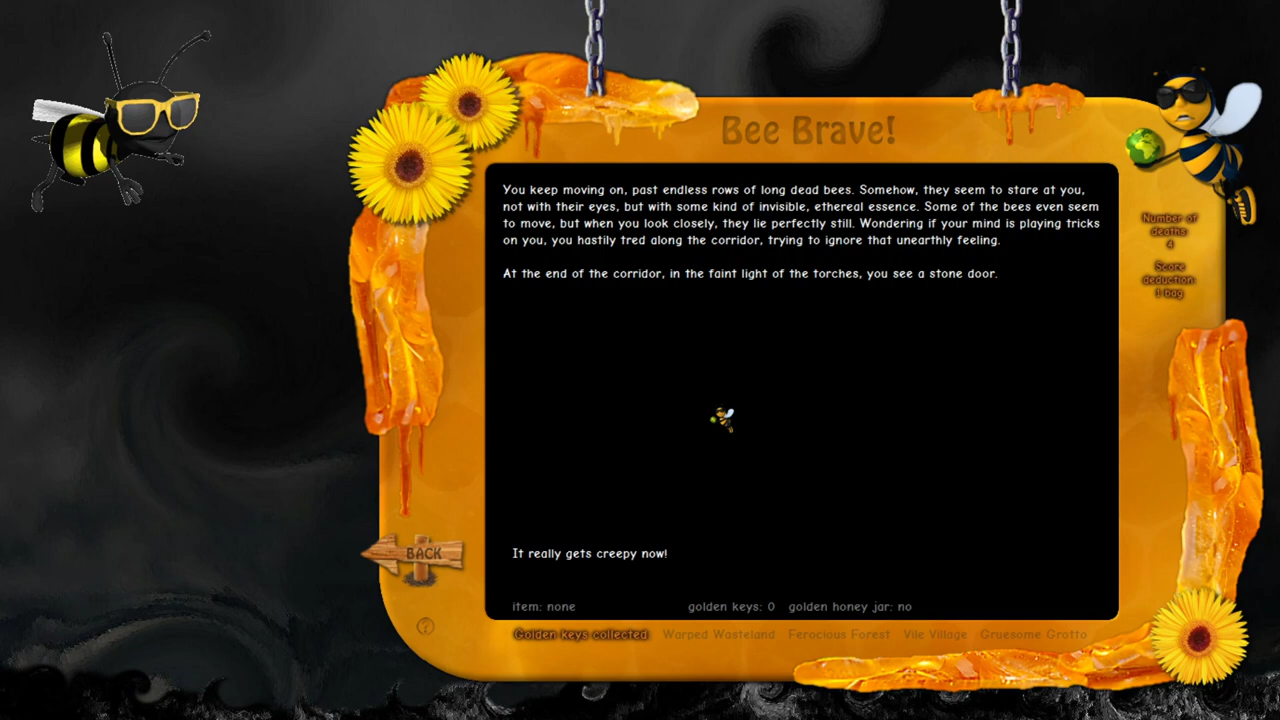 Bee Brave!
You keep moving on, past endless rows of long dead bees. Somehow, they seem to stare at you,
not with their eyes, but with some kind of invisible, ethereal essence. Some of the bees even seem
to move, but when you look closely, they lie perfectly still. Wondering if your mind is playing tricks
on you, you hastily tred along the corridor, trying to ignore that unearthly feeling.
At the end of the corridor, in the faint light of the torches, you see a stone door.
Number of
deaths:
4
Score
deduction:
1 bag
BACK
It really gets creepy now!
item: none golden keys: 0 golden honey jar: no
?
Golden keys collected Warped Wasteland Ferocious Forest Vile Village Gruesome Grotto